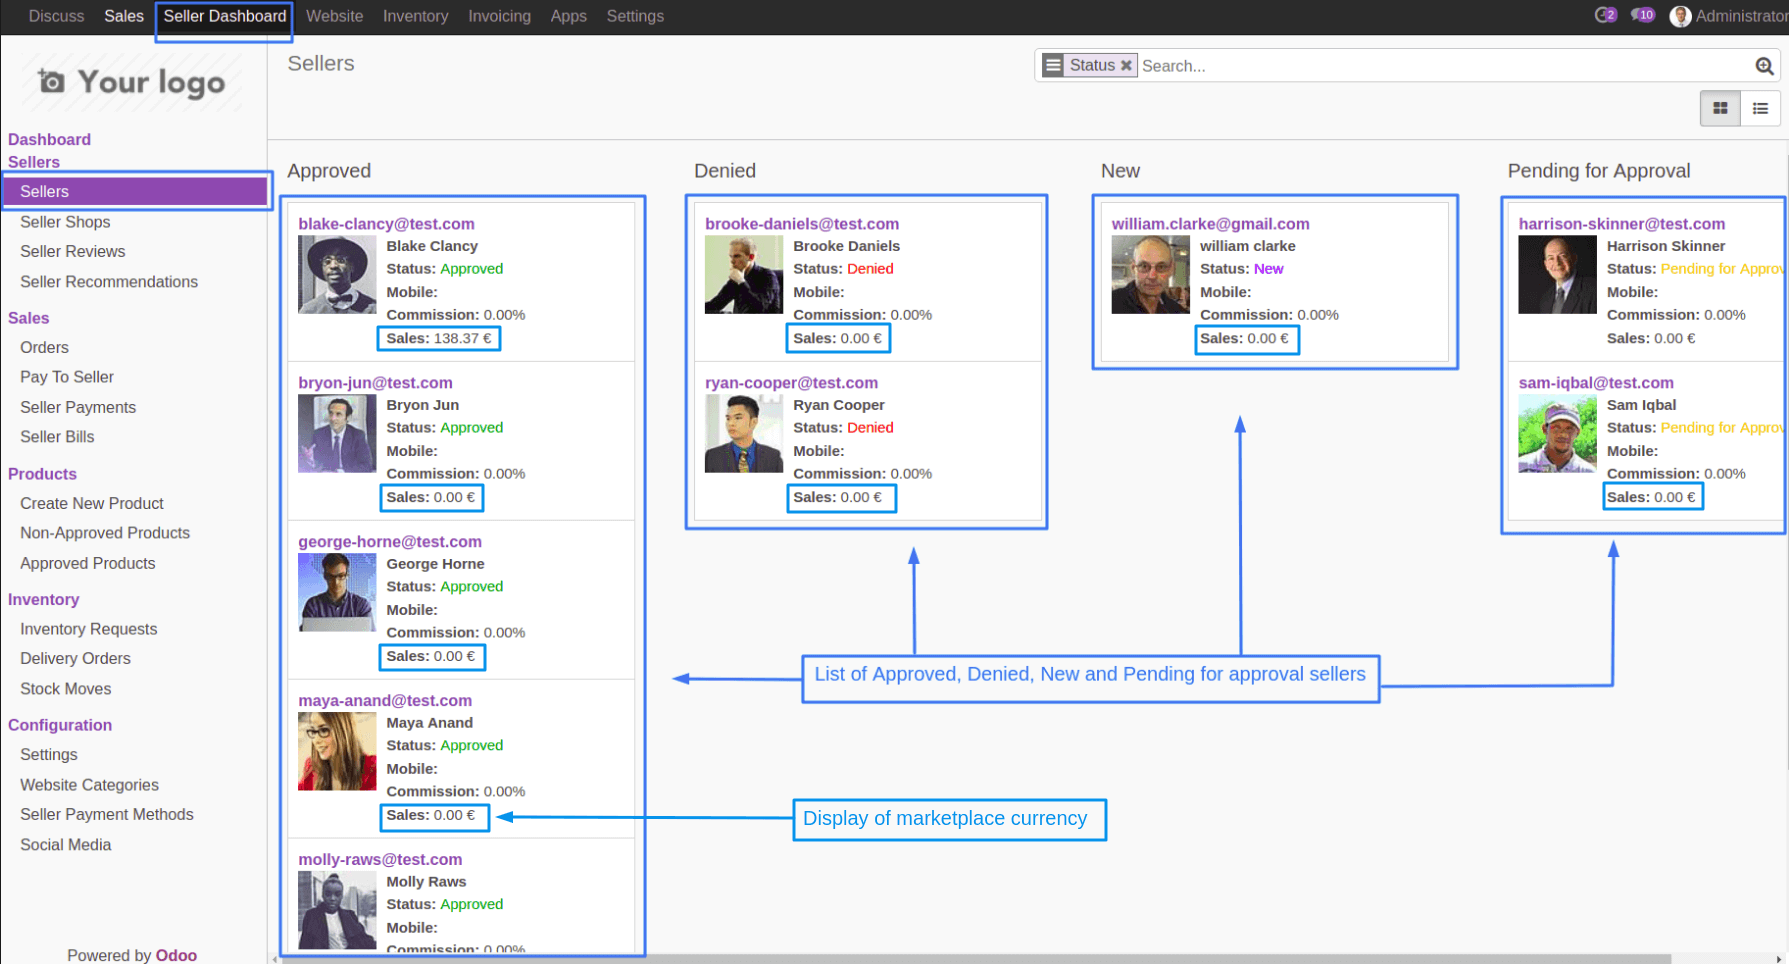 Discuss Sales Seller Dashboard Website Inventory Invoicing Apps Settings 2 10 Administrator
Your logo
Dashboard
Sellers
Sellers
Seller Shops
Seller Reviews
Seller Recommendations
Sales
Orders
Pay To Seller
Seller Payments
Seller Bills
Products
Create New Product
Non-Approved Products
Approved Products
Inventory
Inventory Requests
Delivery Orders
Stock Moves
Configuration
Settings
Website Categories
Seller Payment Methods
Social Media
Powered by Odoo
Sellers
Status Search...
Approved
blake-clancy@test.com
Blake Clancy
Status: Approved
Mobile:
Commission: 0.00%
Sales: 138.37 €
bryon-jun@test.com
Bryon Jun
Status: Approved
Mobile:
Commission: 0.00%
Sales: 0.00 €
george-horne@test.com
George Horne
Status: Approved
Mobile:
Commission: 0.00%
Sales: 0.00 €
maya-anand@test.com
Maya Anand
Status: Approved
Mobile:
Commission: 0.00%
Sales: 0.00 €
molly-raws@test.com
Molly Raws
Status: Approved
Mobile:
Commission: 0.00%
Denied
brooke-daniels@test.com
Brooke Daniels
Status: Denied
Mobile:
Commission: 0.00%
Sales: 0.00 €
ryan-cooper@test.com
Ryan Cooper
Status: Denied
Mobile:
Commission: 0.00%
Sales: 0.00 €
New
william.clarke@gmail.com
william clarke
Status: New
Mobile:
Commission: 0.00%
Sales: 0.00 €
Pending for Approval
harrison-skinner@test.com
Harrison Skinner
Status: Pending for Approv
Mobile:
Commission: 0.00%
Sales: 0.00 €
sam-iqbal@test.com
Sam Iqbal
Status: Pending for Approv
Mobile:
Commission: 0.00%
Sales: 0.00 €
List of Approved, Denied, New and Pending for approval sellers
Display of marketplace currency